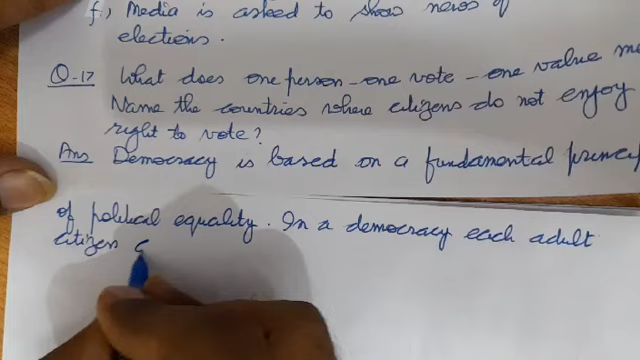 f, Media is asked to show news of
elections.
Q-17 What does one person - one vote - one value
Name the countries where citizens do not enjoy
right to vote?
Ans Democracy is based on a fundamental
of political equality. In a democracy each adult
citizen